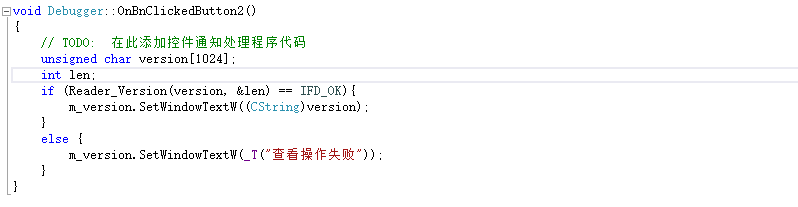 void Debugger::OnBnClickedButton2()
{
// TODO:  在此添加控件通知处理程序代码
unsigned char version[1024];
int len;
if (Reader_Version(version, &len) == IFD_OK){
m_version.SetWindowTextW((CString)version);
}
else {
m_version.SetWindowTextW(_T("查看操作失败"));
}
}